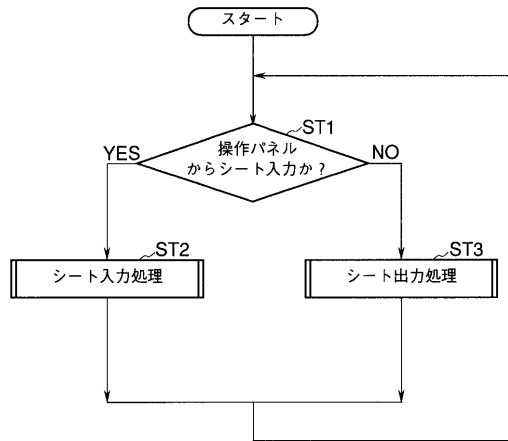 スタート
ST1
操作パネル
からシート入力か？
YES
NO
ST2
シート入力処理
ST3
シート出力処理